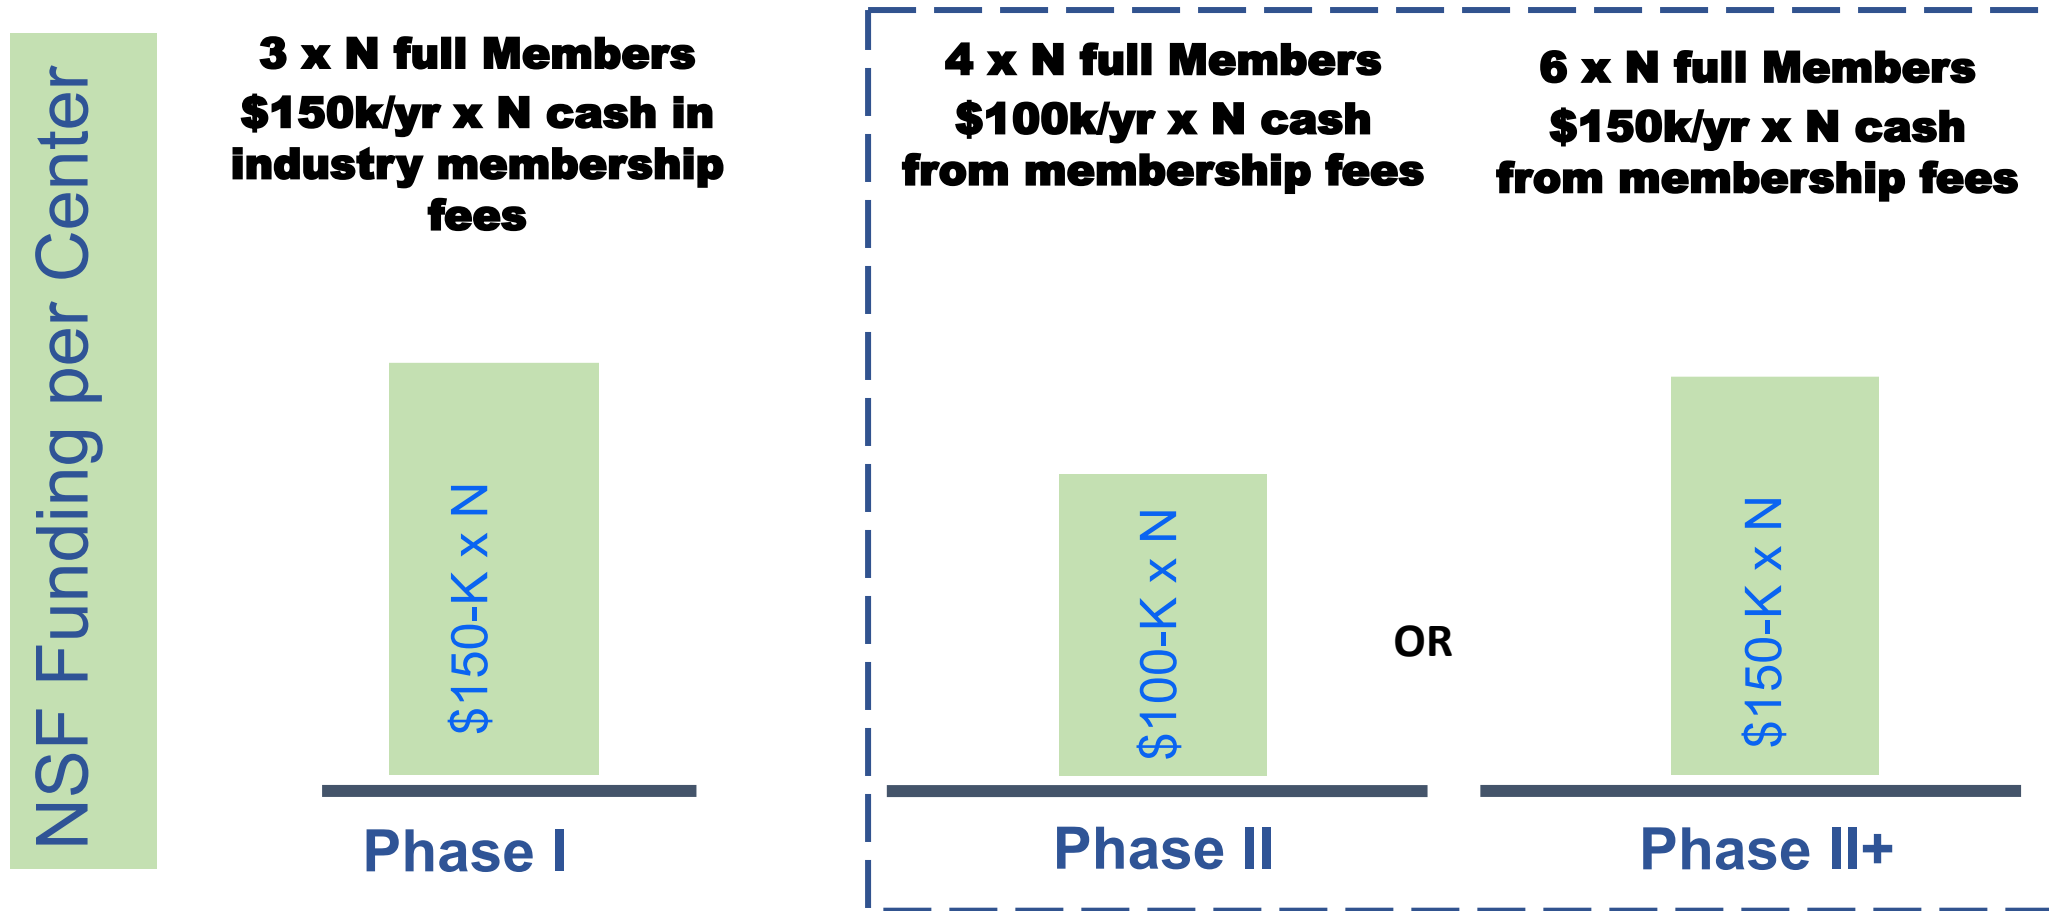 NSF Funding per Center
3 x N full Members
$150k/yr x N cash in
industry membership
fees
$150-K x N
Phase I
4 x N full Members
$100k/yr x N cash
from membership fees
$100-K x N
Phase II
OR
6 x N full Members
$150k/yr x N cash
from membership fees
$150-K x N
Phase II+